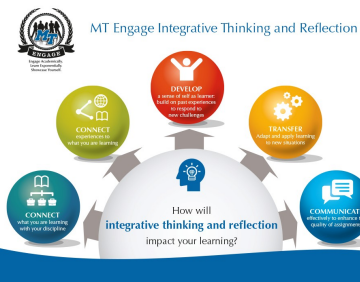 MT Engage Integrative Thinking and Reflection
MT
ENGAGE
Engage Academically.
Learn Exponentially.
Showcase Yourself.
DEVELOP
a sense of self as learner:
build on past experiences
to respond to
new challenges
CONNECT
experiences to
what you are learning
TRANSFER
Adapt and apply learning
to new situations
CONNECT
what you are learning
with your discipline
COMMUNICAT
effectively to enhance t
quality of assignme
How will
integrative thinking and reflection
impact your learning?